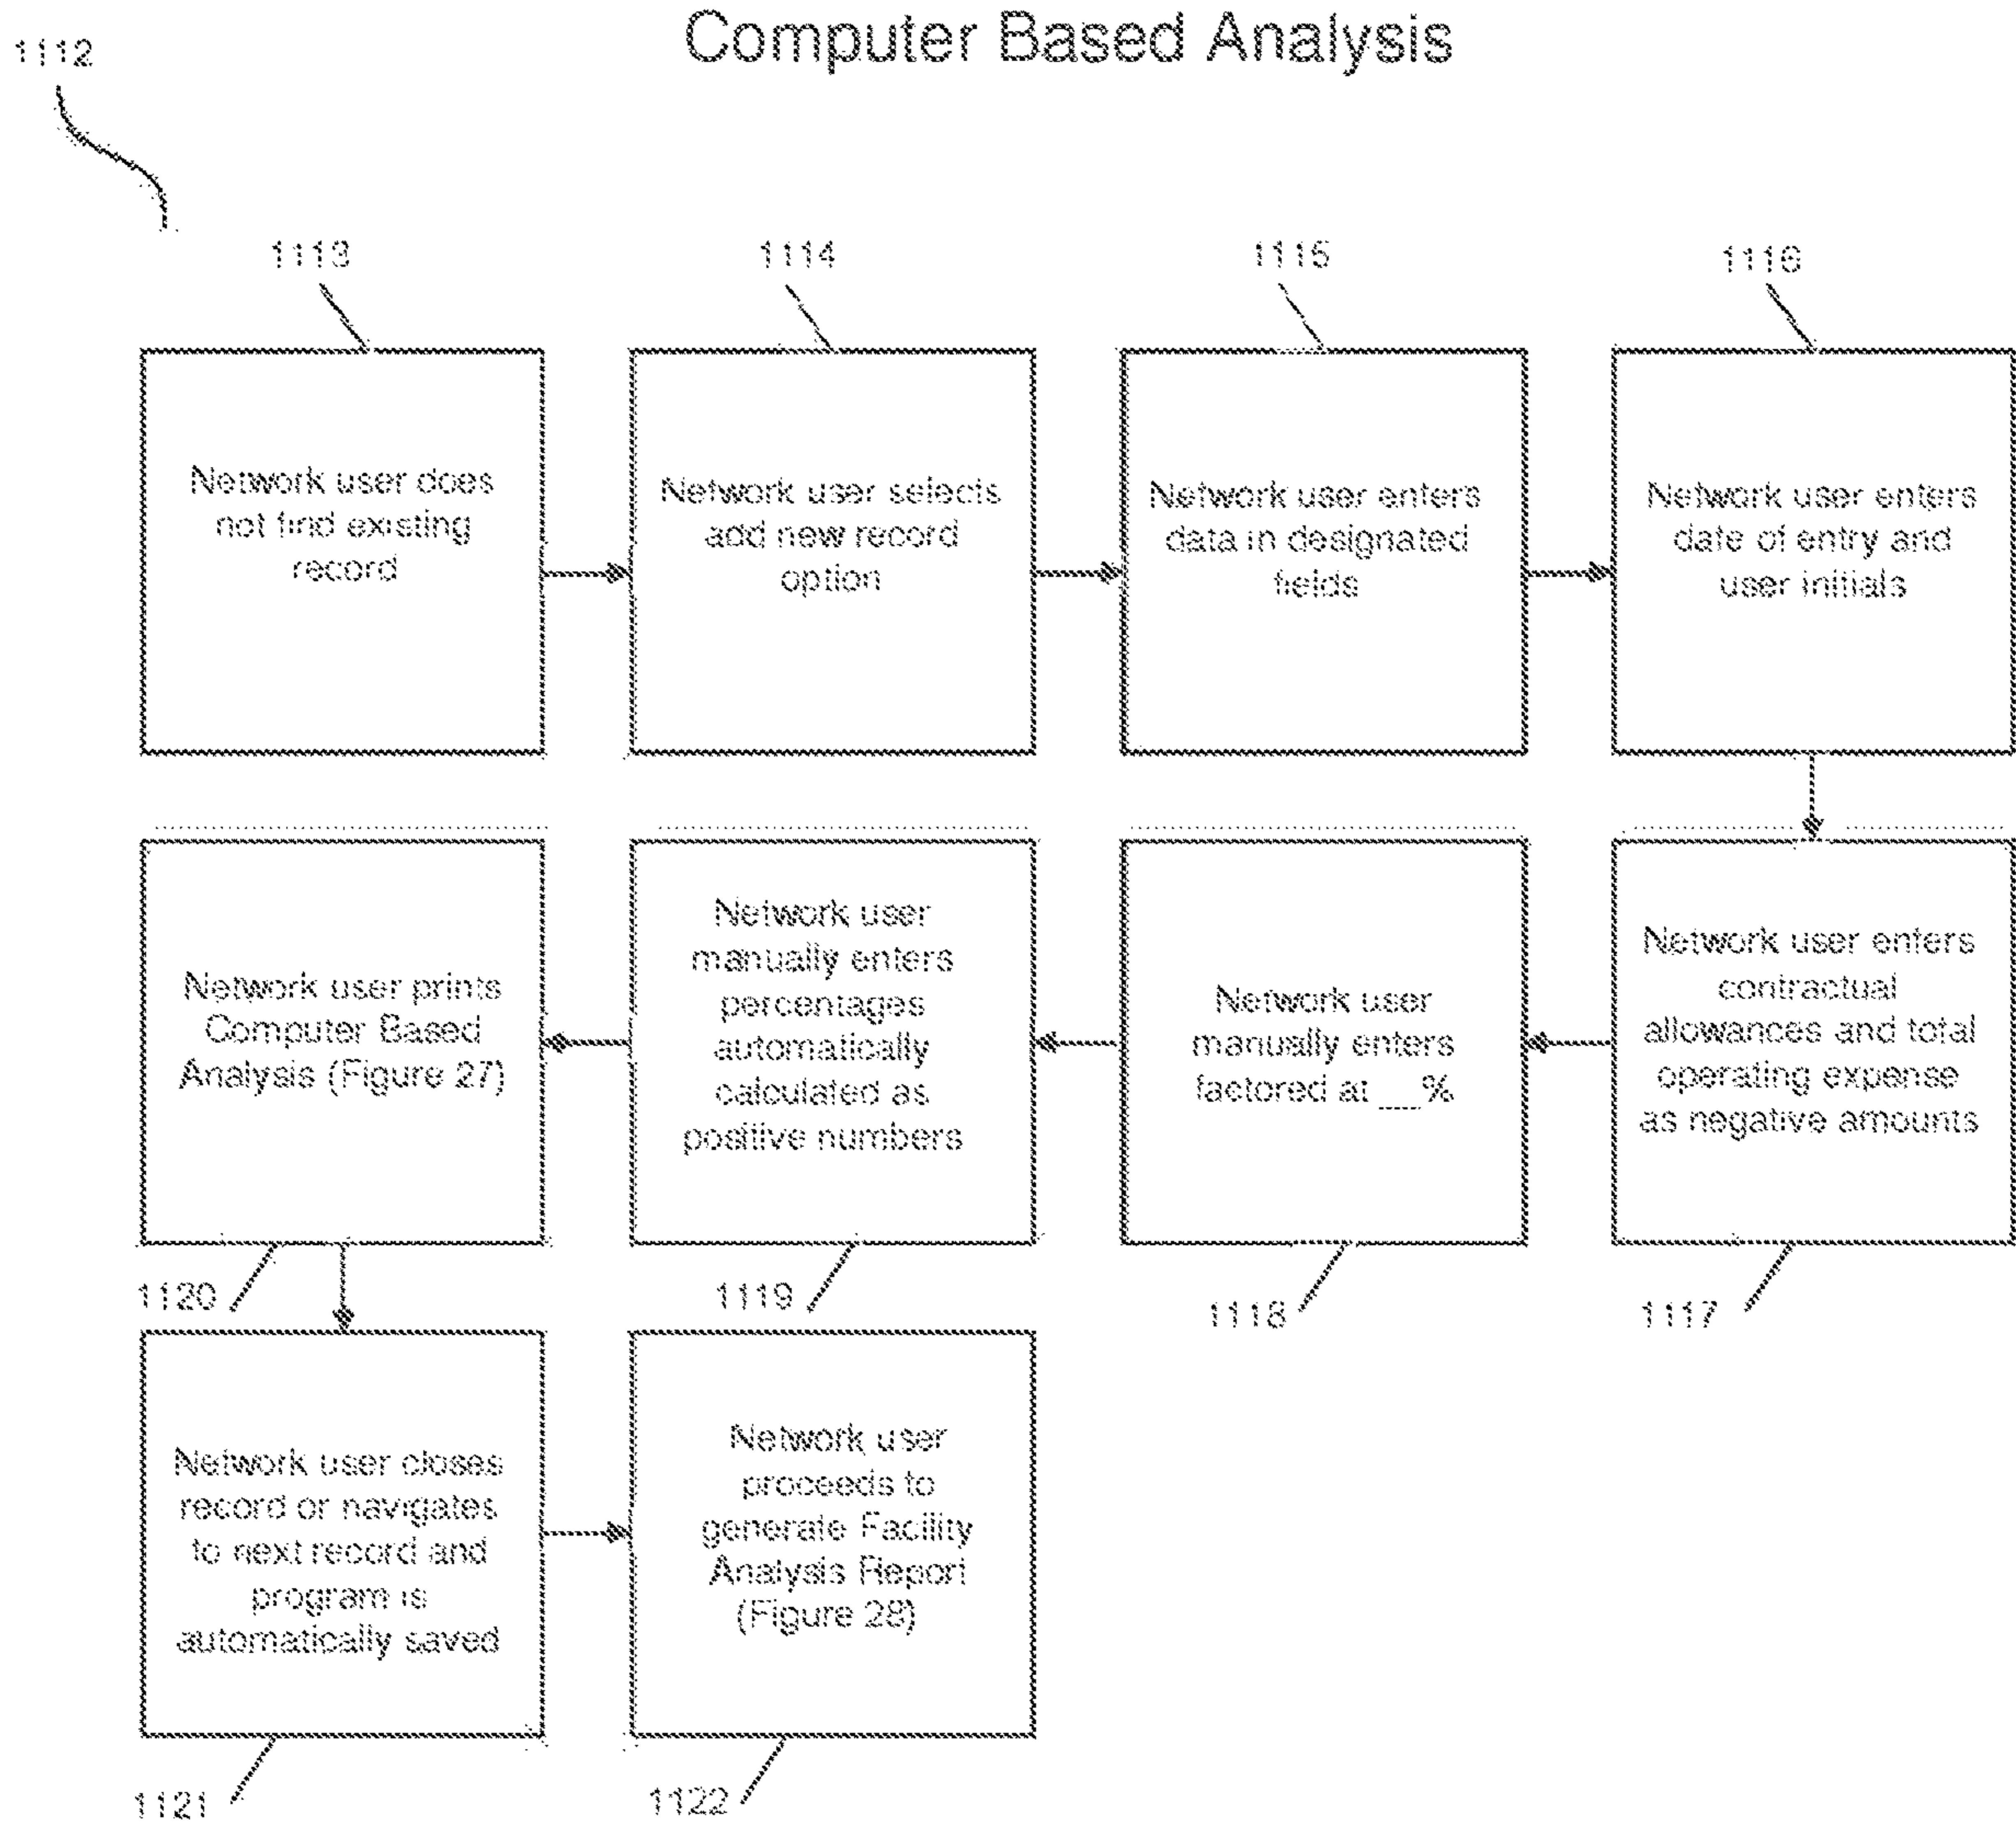 Computer Based Analysis
1112
1113
1114
1115
1116
Network user does
not find existing
record
Network user selects
add new record
option
Network user enters
data in designated
fields
Network user enters
date of entry and
user initials
Network user prints
Computer Based
Analysis (Figure 27)
Network user
manually enters
percentages
automatically
calculated as
positive numbers
Network user
manually enters
factored at ___%
Network user enters
contractual
allowances and total
operating expense
as negative amounts
1120
1119
1118
1117
Network user closes
record or navigates
to next record and
program is
automatically saved
Network user
proceeds to
generate Facility
Analysis Report
(Figure 28)
1121
1122